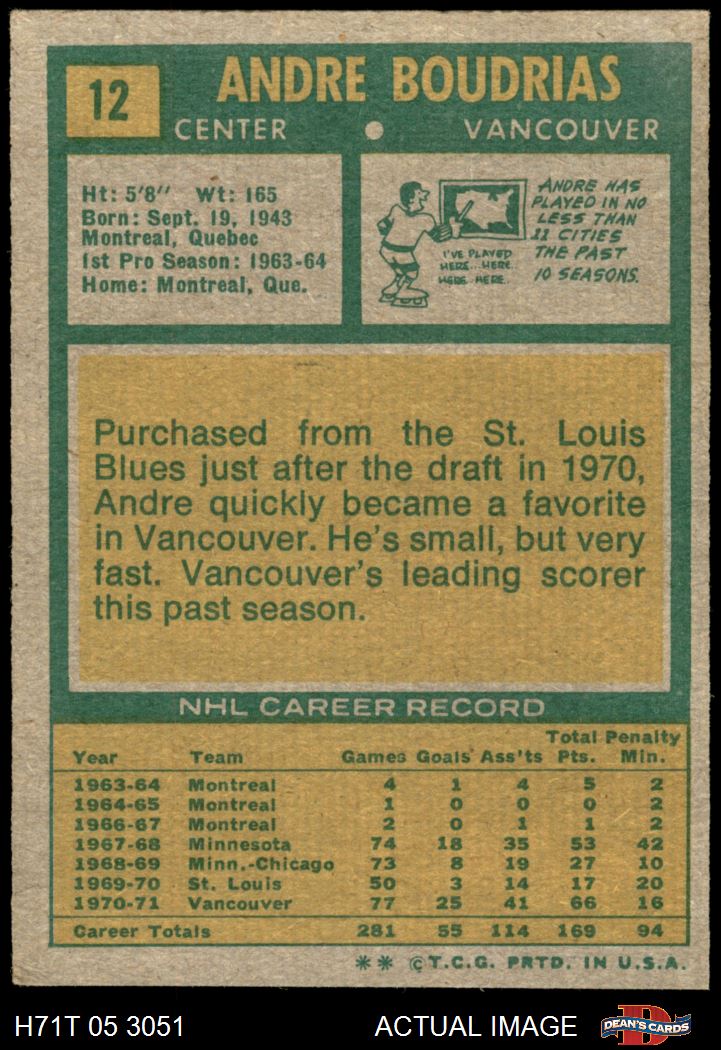 12
ANDRE BOUDRIAS
CENTER • VANCOUVER
Ht: 5'8" Wt: 165
Born: Sept. 19, 1943
Montreal, Quebec
1st Pro Season: 1963-64
Home: Montreal, Que.
ANDRE HAS
PLAYED IN NO
LESS THAN
11 CITIES
THE PAST
10 SEASONS.
I'VE PLAYED
HERE...HERE..
HERE..HERE..
Purchased from the St. Louis
Blues just after the draft in 1970,
Andre quickly became a favorite
in Vancouver. He's small, but very
fast. Vancouver's leading scorer
this past season.
NHL CAREER RECORD
Total Penalty
Year Team Games Goals Ass'ts Pts. Min.
1963-64 Montreal 4 1 4 5 2
1964-65 Montreal 1 0 0 0 2
1966-67 Montreal 2 0 1 1 2
1967-68 Minnesota 74 18 35 53 42
1968-69 Minn.-Chicago 73 8 19 27 10
1969-70 St. Louis 50 3 14 17 20
1970-71 Vancouver 77 25 41 66 16
Career Totals 281 55 114 169 94
** ©T.C.G. PRTD. IN U.S.A.
H71T 05 3051 ACTUAL IMAGE DEAN'S CARDS